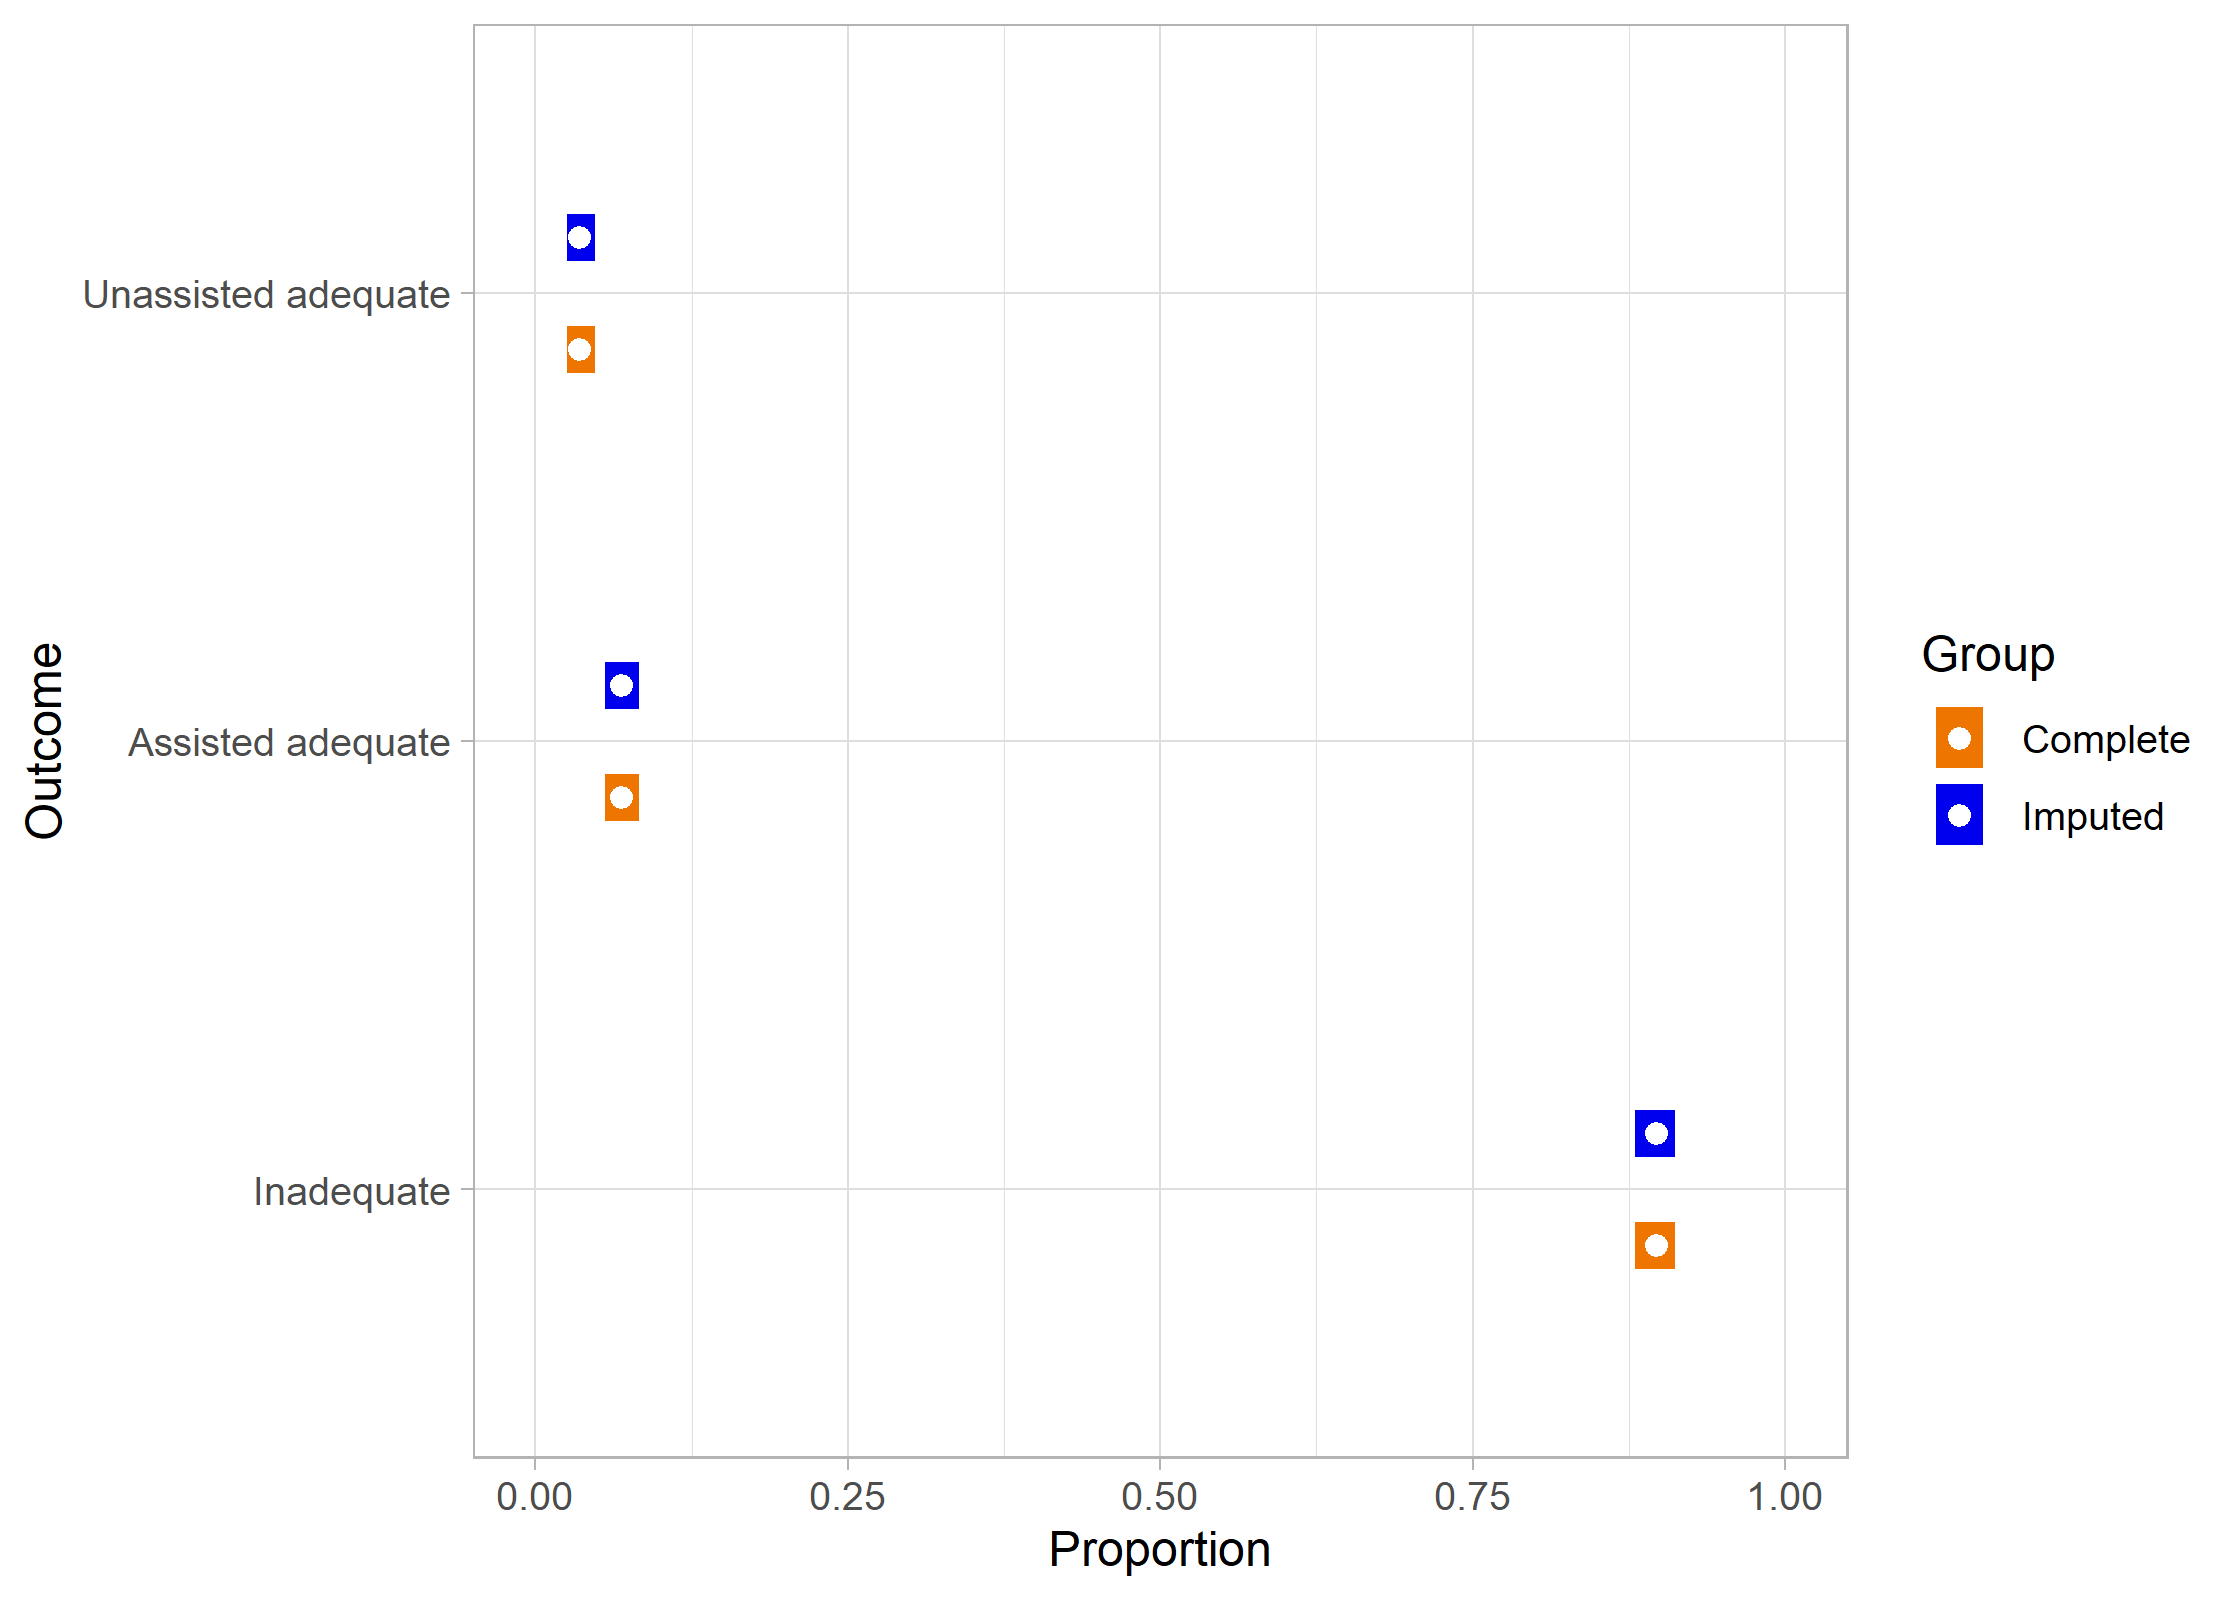 Outcome
Unassisted adequate
Assisted adequate
Inadequate
0.00 0.25 0.50 0.75 1.00
Proportion
Group
Complete
Imputed